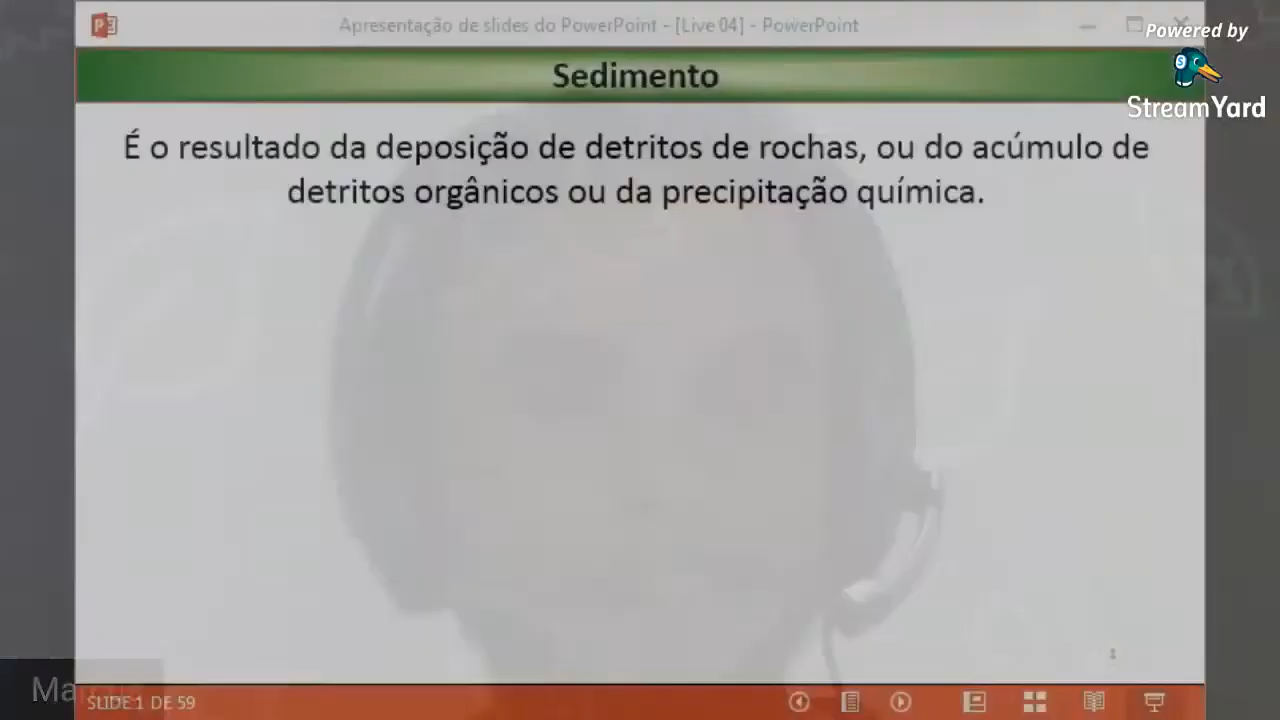 Apresentação de slides do PowerPoint - [Live 04] - PowerPoint
Powered by
StreamYard
Sedimento
É o resultado da deposição de detritos de rochas, ou do acúmulo de
detritos orgânicos ou da precipitação química.
SLIDE 1 DE 59